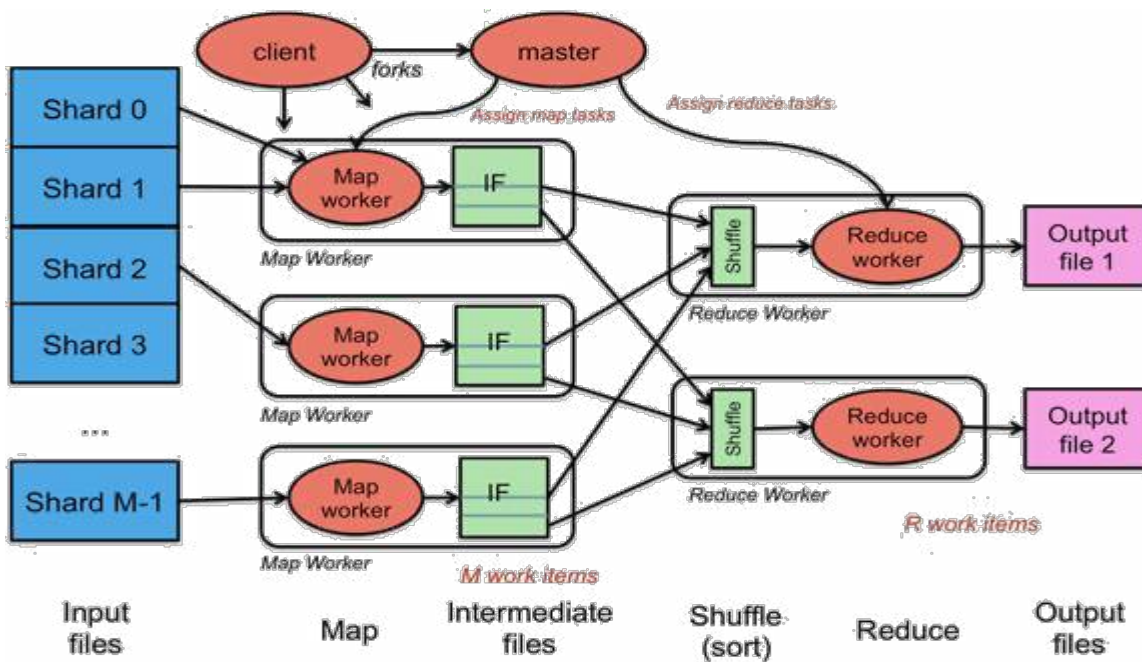 client
master
forks
Assign map tasks
Assign reduce tasks
Shard 0
Shard 1
Shard 2
Shard 3
...
Shard M-1
Map
worker
IF
Map Worker
Map
worker
IF
Map Worker
Map
worker
IF
Map Worker
M work items
Shuffle
Reduce
worker
Reduce Worker
Shuffle
Reduce
worker
Reduce Worker
R work items
Output
file 1
Output
file 2
Input
files
Map
Intermediate
files
Shuffle
(sort)
Reduce
Output
files